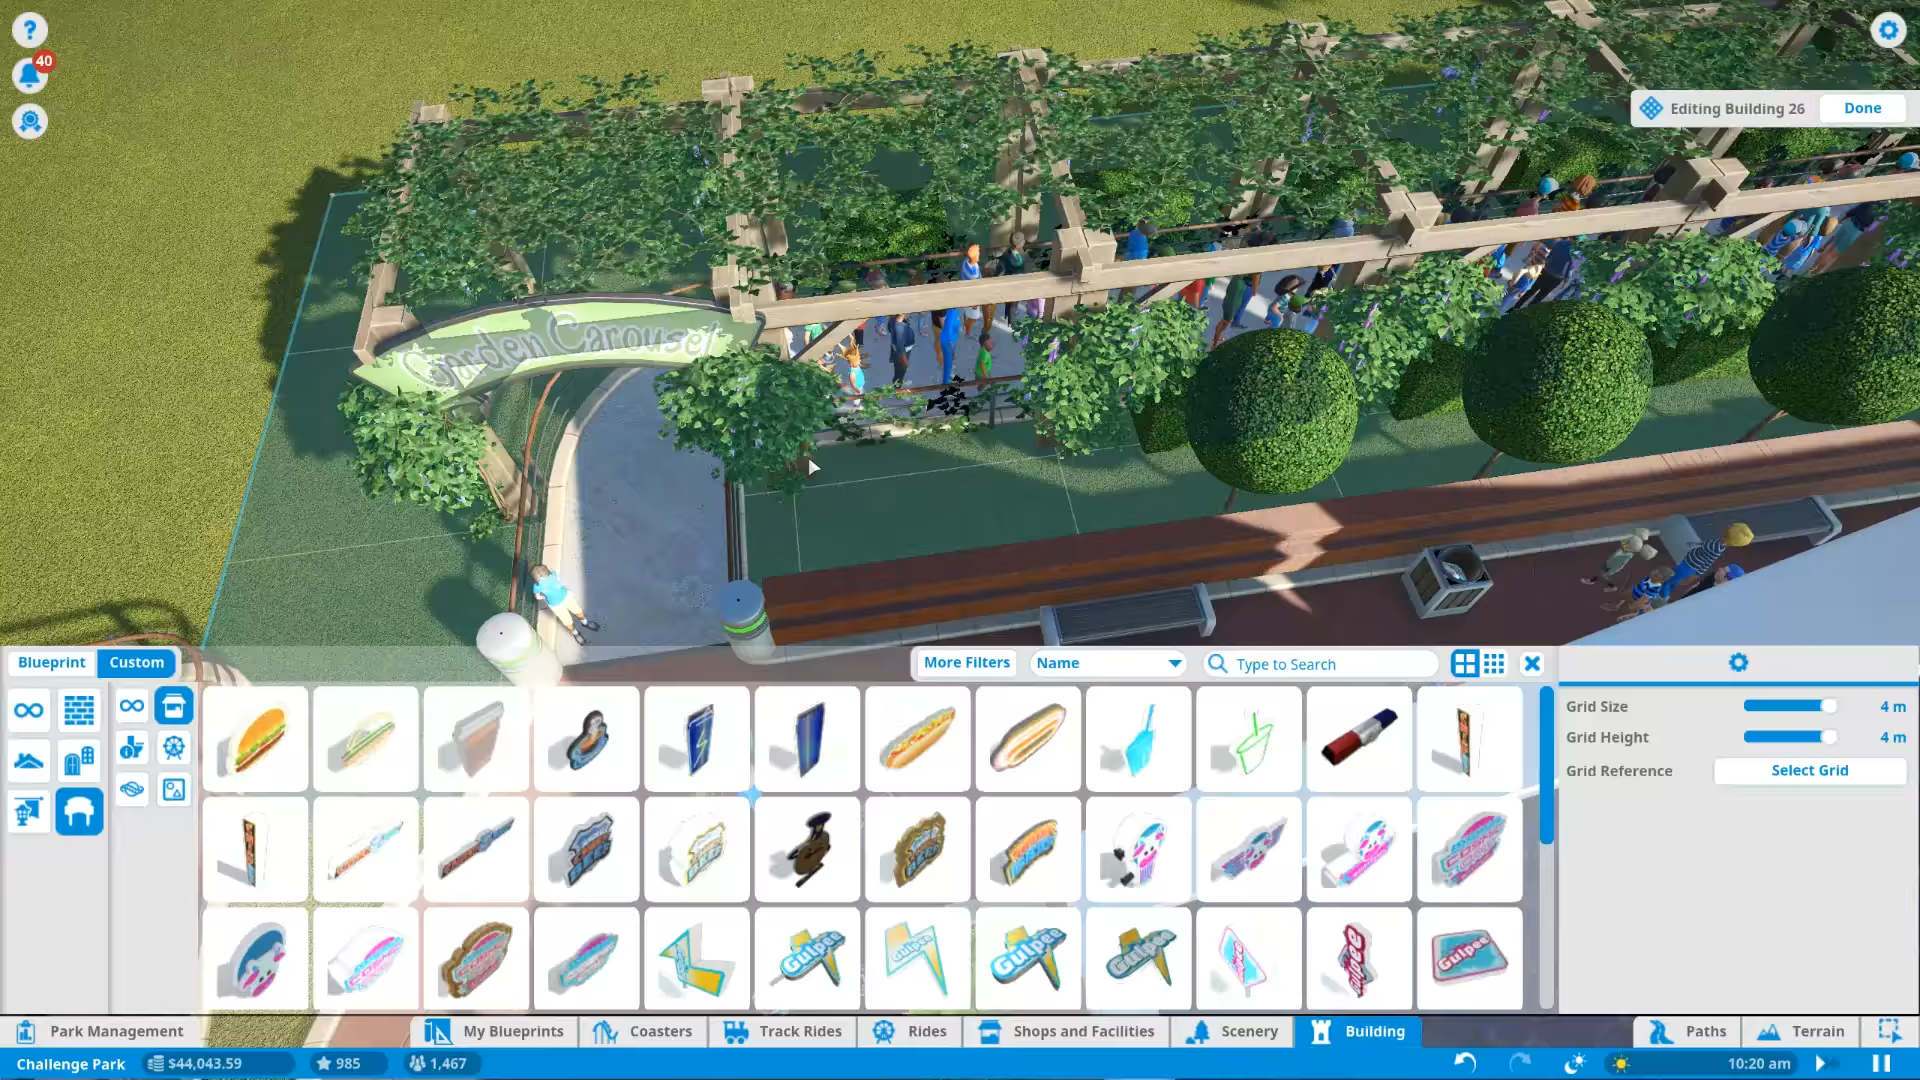 ?
40
Editing Building 26
Done
Garden Carousel
Blueprint
Custom
More Filters
Name
Type to Search
Grid Size
4 m
Grid Height
4 m
Grid Reference
Select Grid
Gulpee
Gulpee
Gulpee
Gulpee
Gulpee
Gulpee
Gulpee
Park Management
My Blueprints
Coasters
Track Rides
Rides
Shops and Facilities
Scenery
Building
Paths
Terrain
Challenge Park
$44,043.59
985
1,467
10:20 am